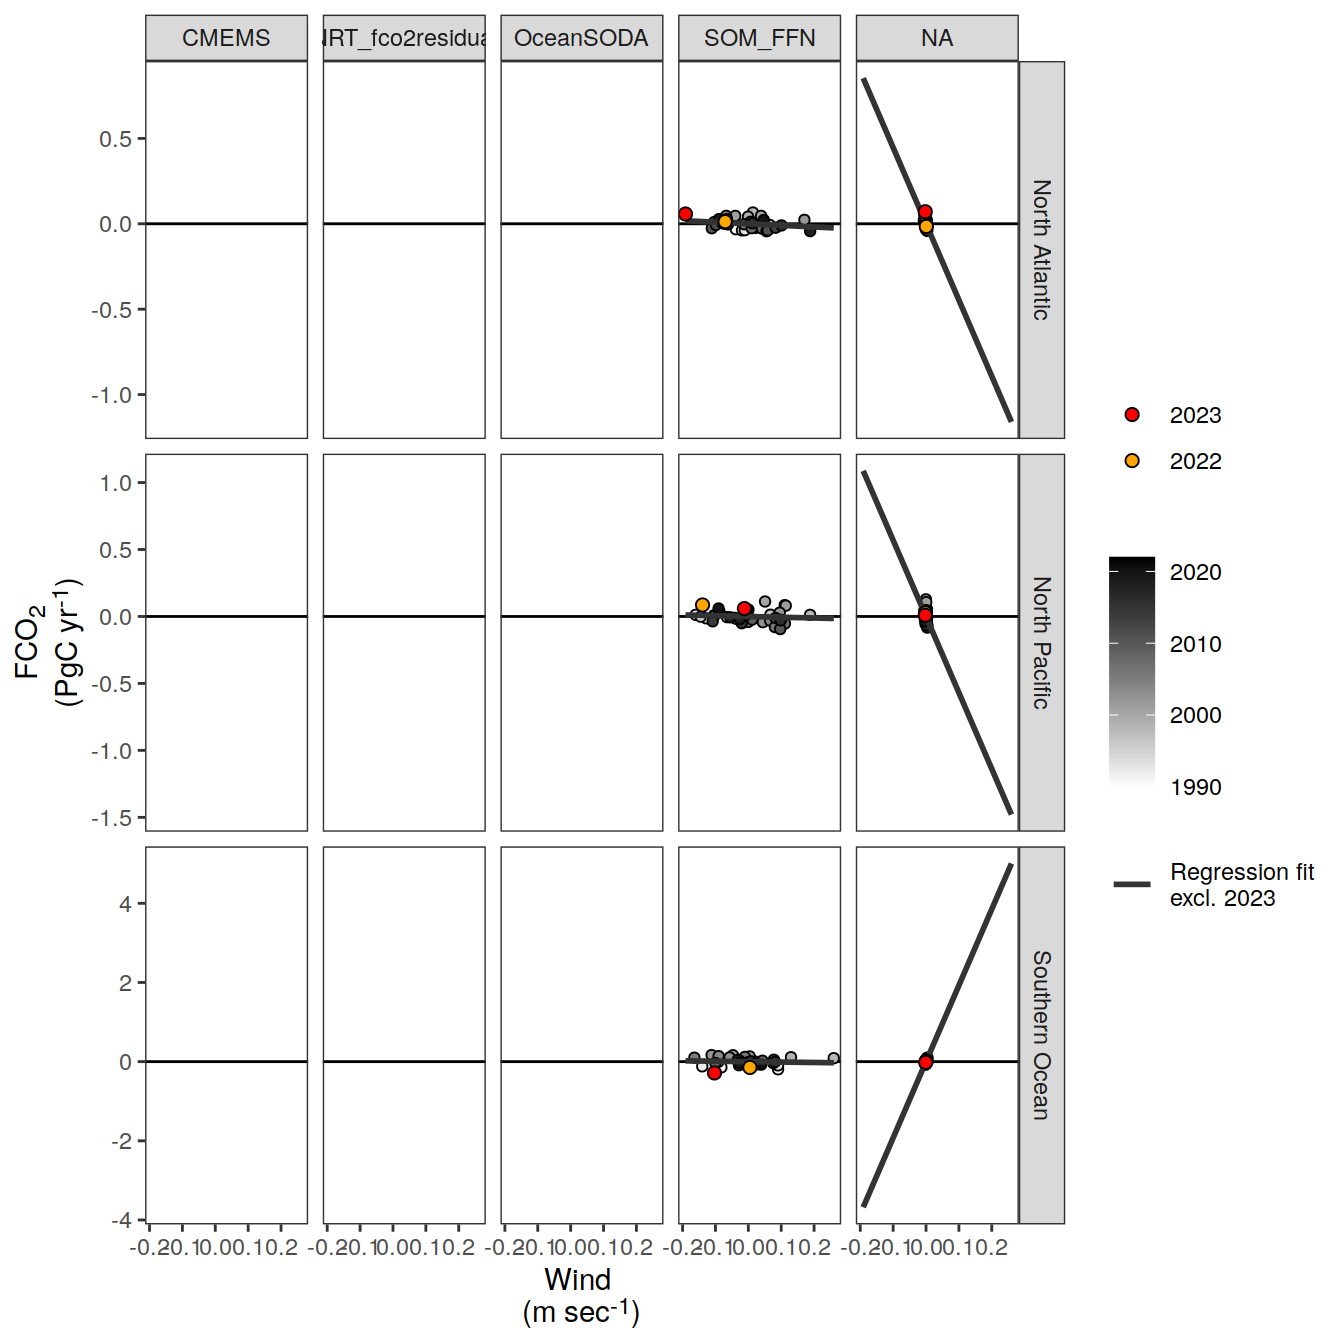 CMEMS
NRT_fco2residual
OceanSODA
SOM_FFN
NA
0.5
0.0
-0.5
-1.0
North Atlantic
1.0
0.5
0.0
-0.5
-1.0
-1.5
North Pacific
4
2
0
-2
-4
Southern Ocean
-0.2 -0.1 0.0 0.1 0.2
-0.2 -0.1 0.0 0.1 0.2
-0.2 -0.1 0.0 0.1 0.2
-0.2 -0.1 0.0 0.1 0.2
-0.2 -0.1 0.0 0.1 0.2
FCO₂
(PgC yr⁻¹)
Wind
(m sec⁻¹)
2023
2022
2020
2010
2000
1990
Regression fit
excl. 2023